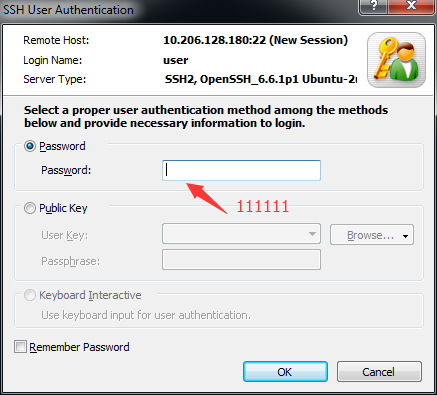 SSH User Authentication
Remote Host: 10.206.128.180:22 (New Session)
Login Name: user
Server Type: SSH2, OpenSSH_6.6.1p1 Ubuntu-2u
Select a proper user authentication method among the methods
below and provide necessary information to login.
Password
Password:
111111
Public Key
User Key:
Browse...
Passphrase:
Keyboard Interactive
Use keyboard input for user authentication.
Remember Password
OK Cancel